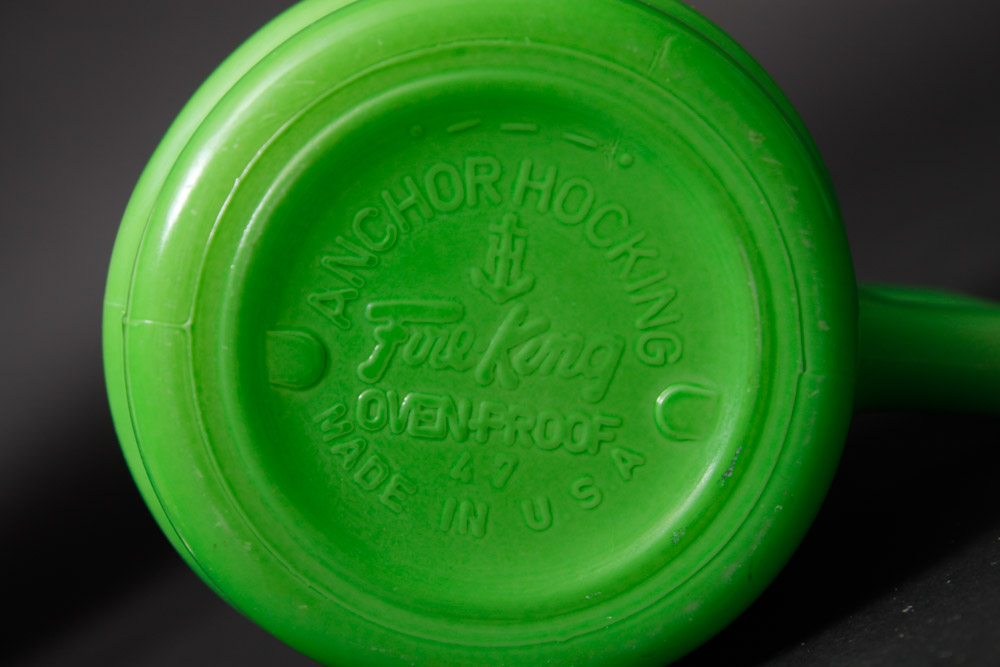 ANCHOR HOCKING
Fire King
OVEN-PROOF
47
MADE IN USA